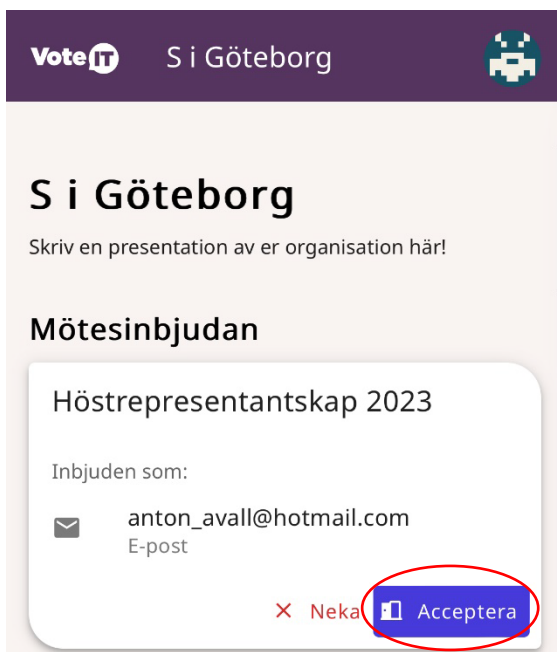 VoteIT S i Göteborg
S i Göteborg
Skriv en presentation av er organisation här!
Mötesinbjudan
Höstrepresentantskap 2023
Inbjuden som:
anton_avall@hotmail.com
E-post
Neka Acceptera